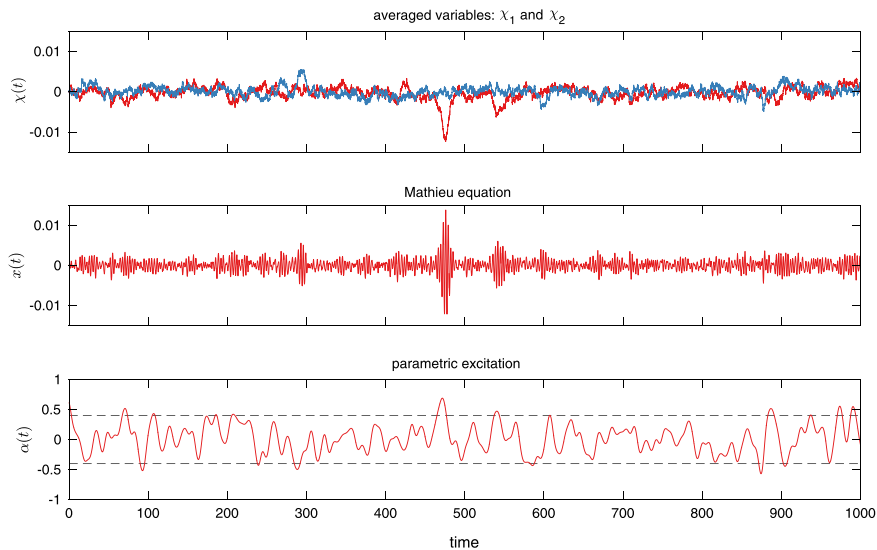 averaged variables: χ1 and χ2
0.01
0
-0.01
χ(t)
Mathieu equation
0.01
0
-0.01
x(t)
parametric excitation
1
0.5
0
-0.5
-1
α(t)
0 100 200 300 400 500 600 700 800 900 1000
time